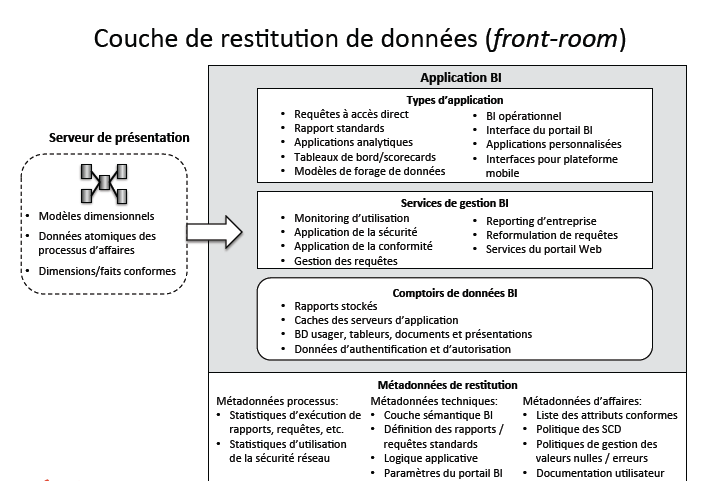 Couche de restitution de données (front-room)
Serveur de présentation
• Modèles dimensionnels
• Données atomiques des
processus d'affaires
• Dimensions/faits conformes
Application BI
Types d'application
• Requêtes à accès direct
• Rapport standards
• Applications analytiques
• Tableaux de bord/scorecards
• Modèles de forage de données
• BI opérationnel
• Interface du portail BI
• Applications personnalisées
• Interfaces pour plateforme
mobile
Services de gestion BI
• Monitoring d'utilisation
• Application de la sécurité
• Application de la conformité
• Gestion des requêtes
• Reporting d'entreprise
• Reformulation de requêtes
• Services du portail Web
Comptoirs de données BI
• Rapports stockés
• Caches des serveurs d'application
• BD usager, tableurs, documents et présentations
• Données d'authentification et d'autorisation
Métadonnées de restitution
Métadonnées processus:
• Statistiques d'exécution de
rapports, requêtes, etc.
• Statistiques d'utilisation
de la sécurité réseau
Métadonnées techniques:
• Couche sémantique BI
• Définition des rapports /
requêtes standards
• Logique applicative
• Paramètres du portail BI
Métadonnées d'affaires:
• Liste des attributs conformes
• Politique des SCD
• Politiques de gestion des
valeurs nulles / erreurs
• Documentation utilisateur